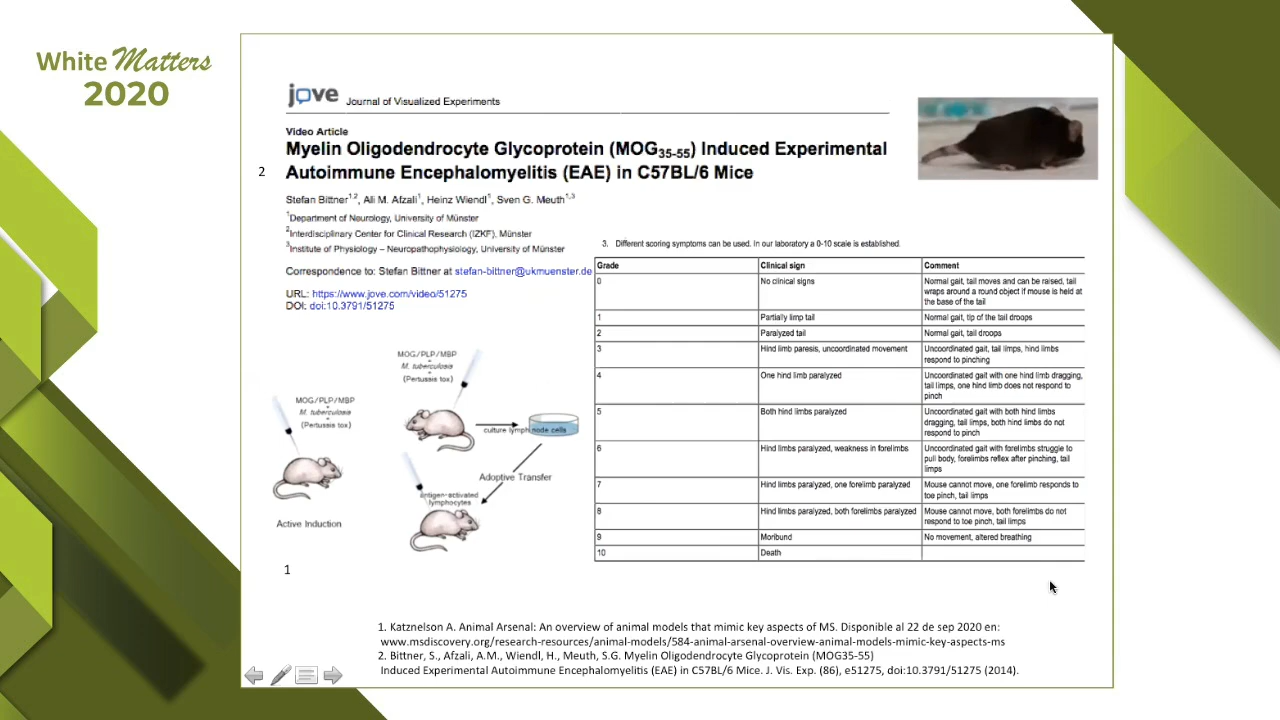 White Matters
2020
jove Journal of Visualized Experiments
Video Article
Myelin Oligodendrocyte Glycoprotein (MOG35-55) Induced Experimental
2
Autoimmune Encephalomyelitis (EAE) in C57BL/6 Mice
Stefan Bittner1,2, Ali M. Afzali1, Heinz Wiendl1, Sven G. Meuth1,3
1Department of Neurology, University of Münster
2Interdisciplinary Center for Clinical Research (IZKF), Münster
3Institute of Physiology – Neuropathophysiology, University of Münster
Correspondence to: Stefan Bittner at stefan-bittner@ukmuenster.de
URL: https://www.jove.com/video/51275
DOI: doi:10.3791/51275
MOG/PLP/MBP
+
M. tuberculosis
+
(Pertussis tox)
MOG/PLP/MBP
+
M. tuberculosis
+
(Pertussis tox)
culture lymph node cells
Adoptive Transfer
antigen-activated
lymphocytes
Active Induction
1
3. Different scoring symptoms can be used. In our laboratory a 0-10 scale is established.
Grade Clinical sign Comment
0 No clinical signs Normal gait, tail moves and can be raised, tail
wraps around a round object if mouse is held at
the base of the tail
1 Partially limp tail Normal gait, tip of the tail droops
2 Paralyzed tail Normal gait, tail droops
3 Hind limb paresis, uncoordinated movement Uncoordinated gait, tail limps, hind limbs
respond to pinching
4 One hind limb paralyzed Uncoordinated gait with one hind limb dragging,
tail limps, one hind limb does not respond to
pinch
5 Both hind limbs paralyzed Uncoordinated gait with both hind limbs
dragging, tail limps, both hind limbs do not
respond to pinch
6 Hind limbs paralyzed, weakness in forelimbs Uncoordinated gait with forelimbs struggle to
pull body, forelimbs reflex after pinching, tail
limps
7 Hind limbs paralyzed, one forelimb paralyzed Mouse cannot move, one forelimb responds to
toe pinch, tail limps
8 Hind limbs paralyzed, both forelimbs paralyzed Mouse cannot move, both forelimbs do not
respond to toe pinch, tail limps
9 Moribund No movement, altered breathing
10 Death
1. Katznelson A. Animal Arsenal: An overview of animal models that mimic key aspects of MS. Disponible al 22 de sep 2020 en:
www.msdiscovery.org/research-resources/animal-models/584-animal-arsenal-overview-animal-models-mimic-key-aspects-ms
2. Bittner, S., Afzali, A.M., Wiendl, H., Meuth, S.G. Myelin Oligodendrocyte Glycoprotein (MOG35-55)
Induced Experimental Autoimmune Encephalomyelitis (EAE) in C57BL/6 Mice. J. Vis. Exp. (86), e51275, doi:10.3791/51275 (2014).